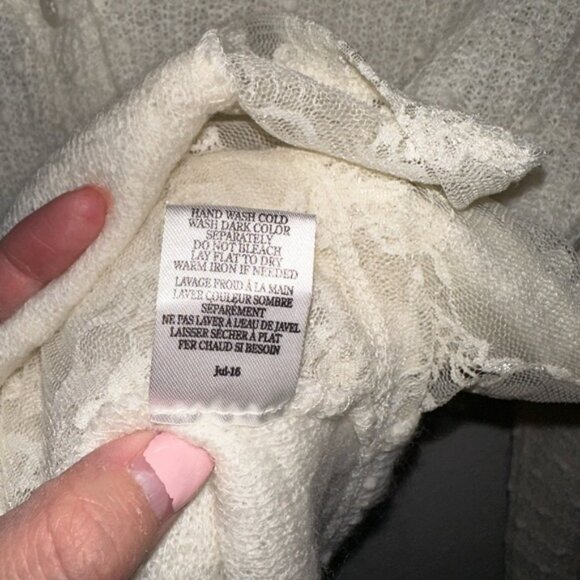 HAND WASH COLD
WASH DARK COLOR
SEPARATELY
DO NOT BLEACH
LAY FLAT TO DRY
WARM IRON IF NEEDED
LAVAGE FROID À LA MAIN
LAVER COULEUR SOMBRE
SEPAREMENT
NE PAS LAVER À L'EAU DE JAVEL
LAISSER SÉCHER À PLAT
FER CHAUD SI BESOIN
Jul-16